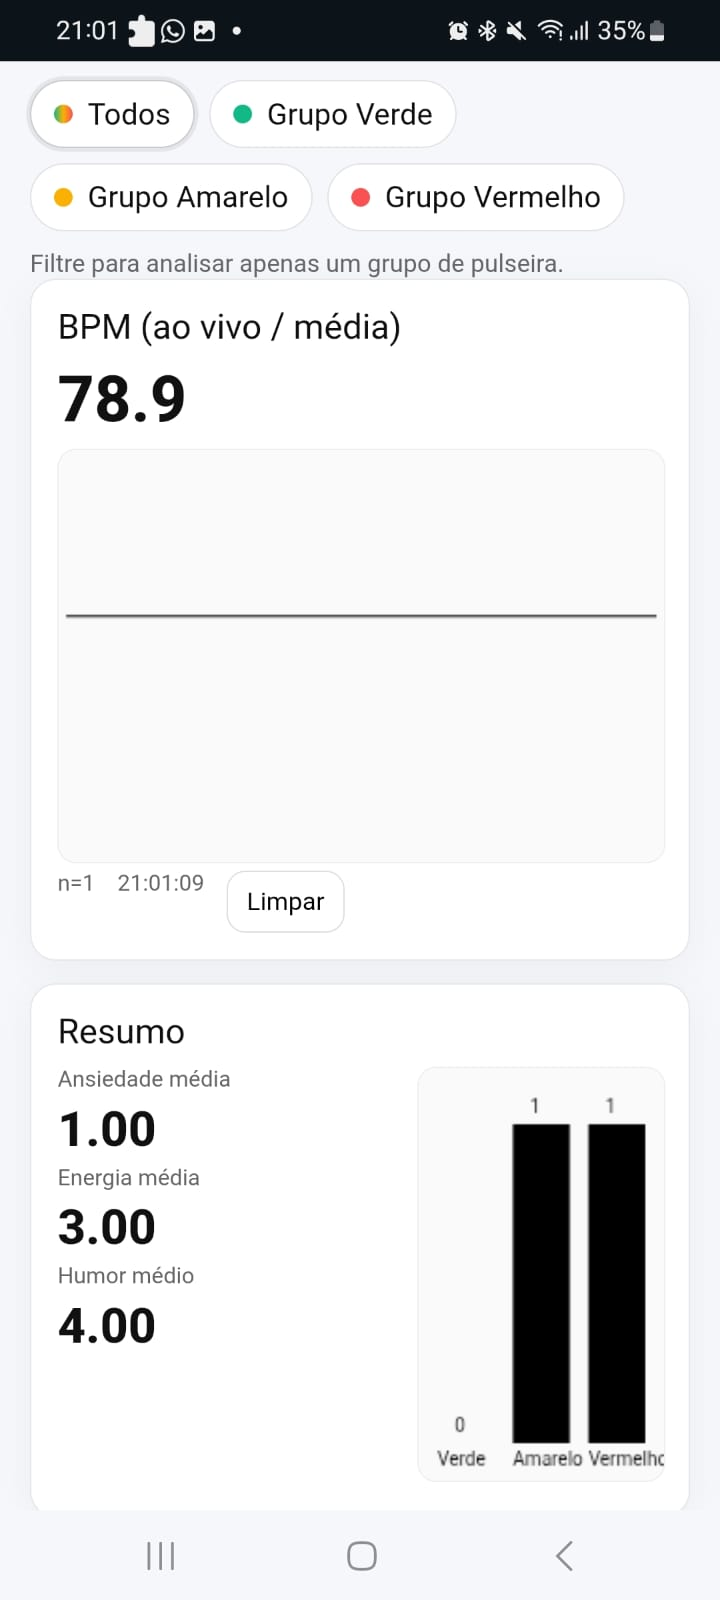 21:01 35%
Todos Grupo Verde
Grupo Amarelo Grupo Vermelho
Filtre para analisar apenas um grupo de pulseira.
BPM (ao vivo / média)
78.9
n=1 21:01:09 Limpar
Resumo
Ansiedade média
1.00
Energia média
3.00
Humor médio
4.00
1 1
0
Verde Amarelo Vermelho